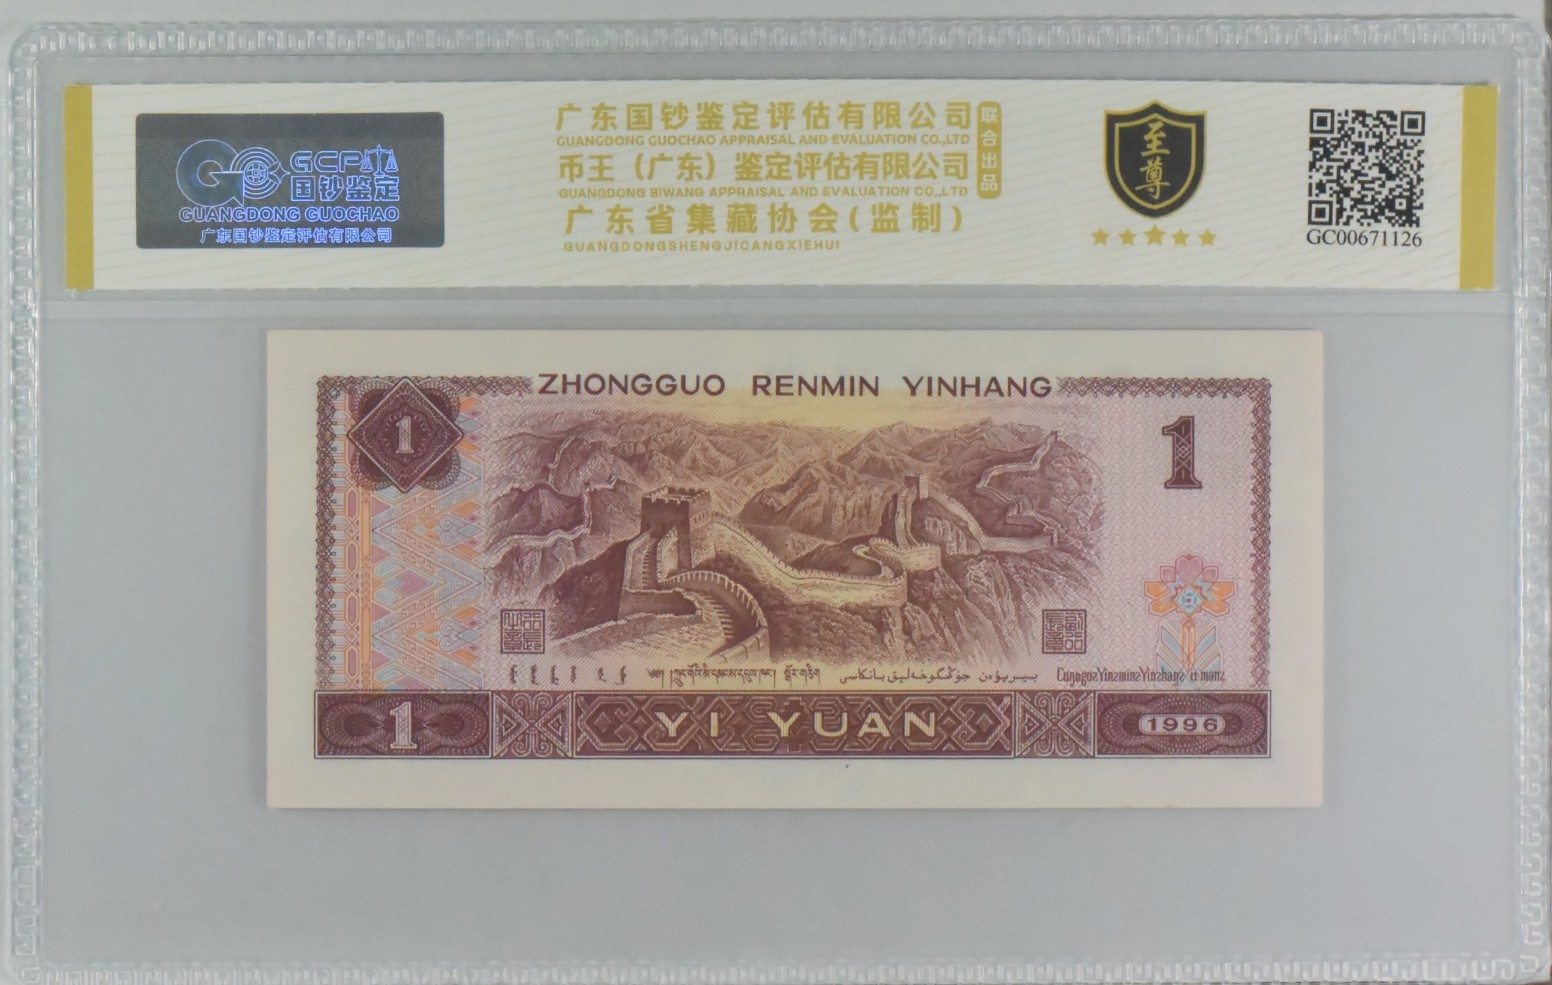 GCP
国钞鉴定
GUANGDONG GUOCHAO
广东国钞鉴定评估有限公司
广东国钞鉴定评估有限公司
GUANGDONG GUOCHAO APPRAISAL AND EVALUATION CO.,LTD
币王（广东）鉴定评估有限公司
GUANGDONG BIWANG APPRAISAL AND EVALUATION CO.,LTD
联合出品
广东省集藏协会(监制)
GUANGDONGSHENGJICANGXIEHUI
至尊
GC00671126
ZHONGGUO RENMIN YINHANG
1
1
1
YI YUAN
1996